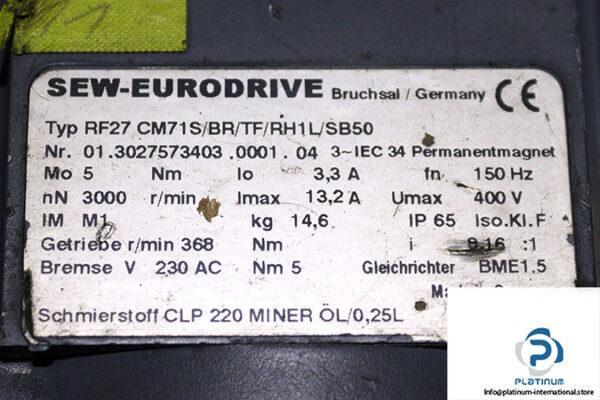 SEW-EURODRIVE Bruchsal / Germany CE
Typ RF27 CM71S/BR/TF/RH1L/SB50
Nr. 01.3027573403.0001.04 3~IEC 34 Permanentmagnet
Mo 5 Nm Io 3,3 A fn 150 Hz
nN 3000 r/min Imax 13,2 A Umax 400 V
IM M1 kg 14,6 IP 65 Iso.Kl.F
Getriebe r/min 368 Nm i 8.16 :1
Bremse V 230 AC Nm 5 Gleichrichter BME1.5
Schmierstoff CLP 220 MINER ÖL/0,25L
PLATINUM
Info@platinum-international.store